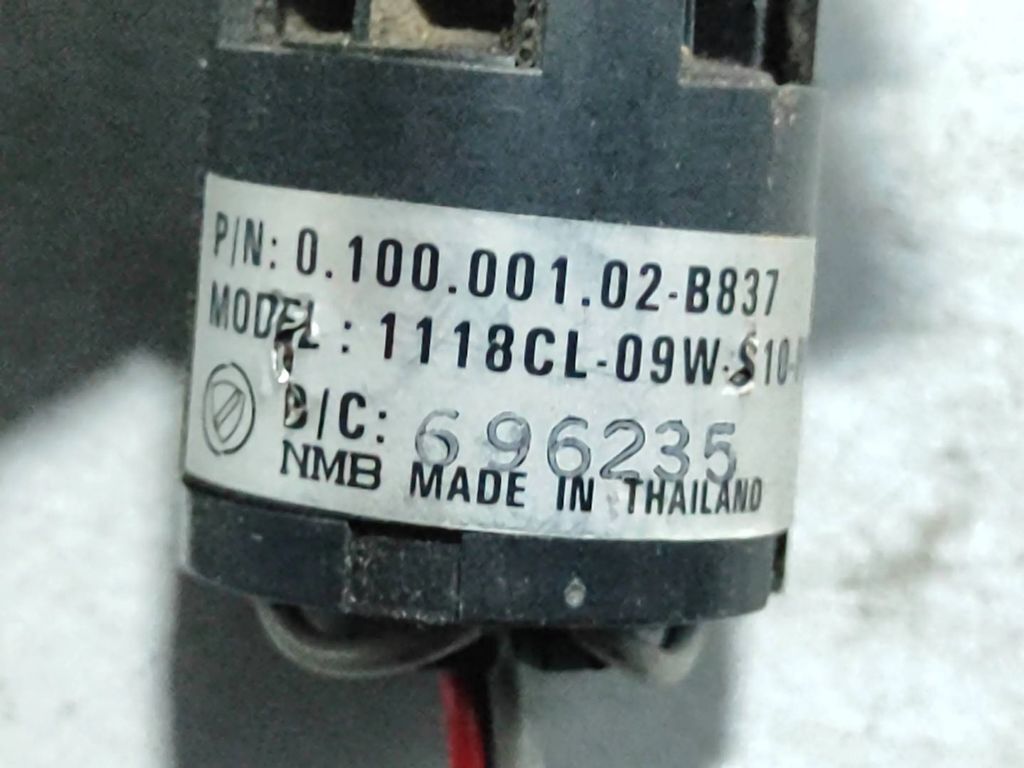 P/N: 0.100.001.02-B837
MODEL : 1118CL-09W-S10-
D/C: 696235
NMB MADE IN THAILAND